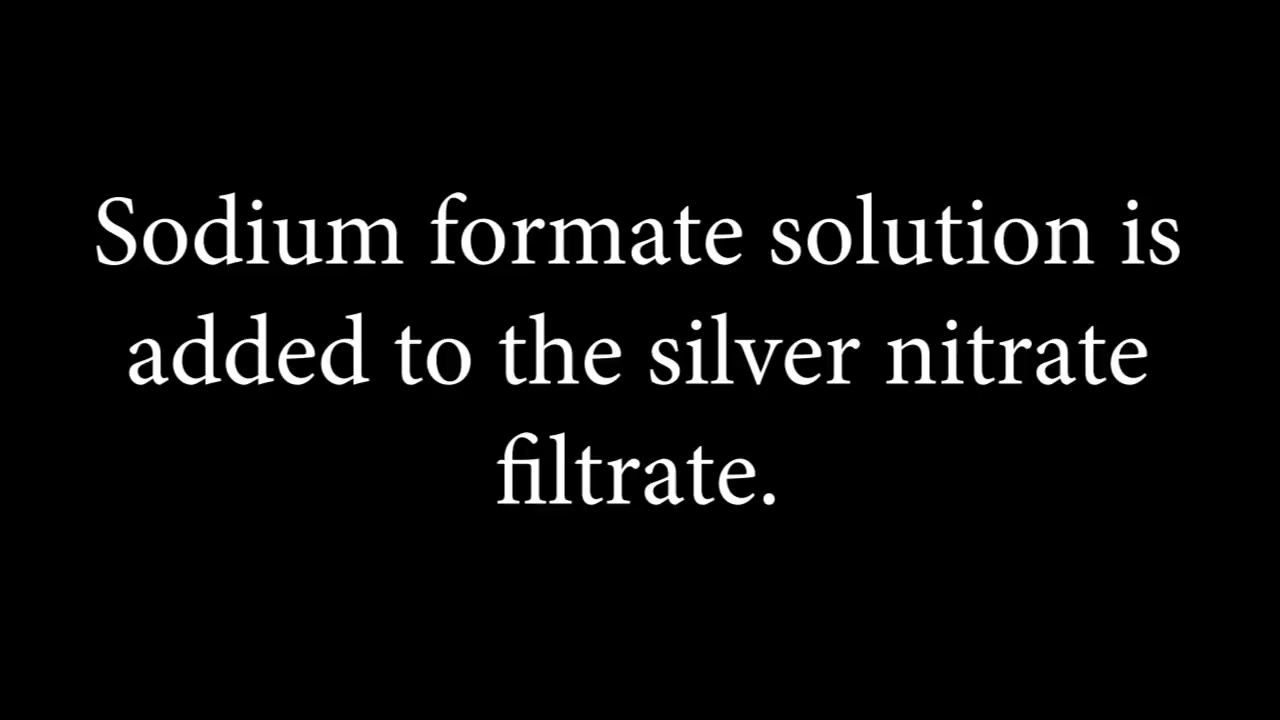 Sodium formate solution is
added to the silver nitrate
filtrate.